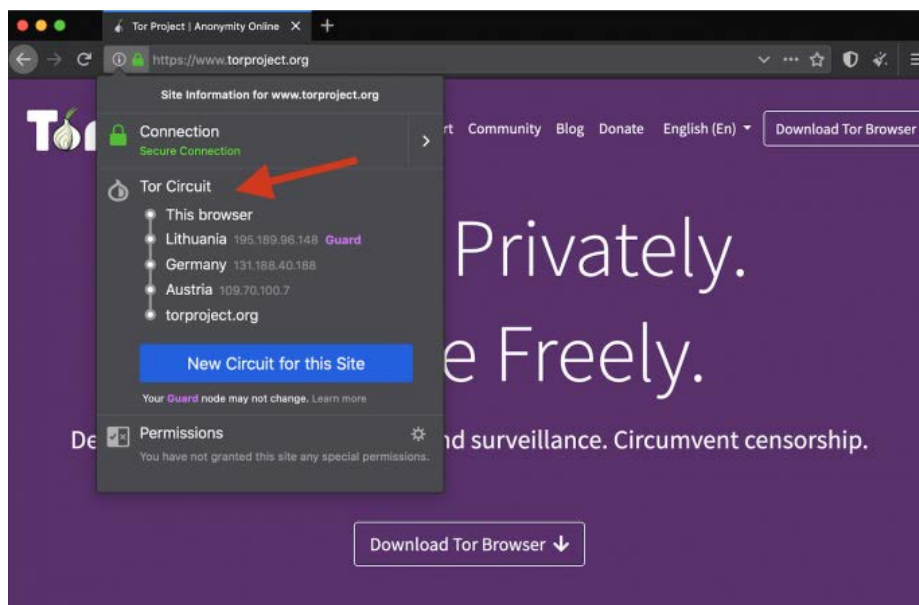 Tor Project | Anonymity Online
https://www.torproject.org
Site Information for www.torproject.org
Connection
Secure Connection
Tor Circuit
This browser
Lithuania 195.189.96.148 Guard
Germany 131.188.40.188
Austria 109.70.100.7
torproject.org
New Circuit for this Site
Your Guard node may not change. Learn more
Permissions
You have not granted this site any special permissions.
Community Blog Donate English (En) Download Tor Browser
Privately.
Freely.
surveillance. Circumvent censorship.
Download Tor Browser ↓